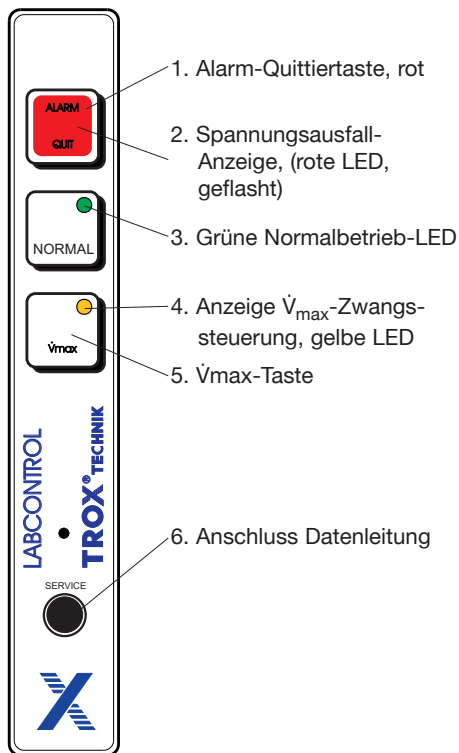 ALARM
QUIT
NORMAL
V̇max
LABCONTROL
TROX® TECHNIK
SERVICE
1. Alarm-Quittiertaste, rot
2. Spannungsausfall-
Anzeige, (rote LED,
geflasht)
3. Grüne Normalbetrieb-LED
4. Anzeige V̇max-Zwangs-
steuerung, gelbe LED
5. V̇max-Taste
6. Anschluss Datenleitung